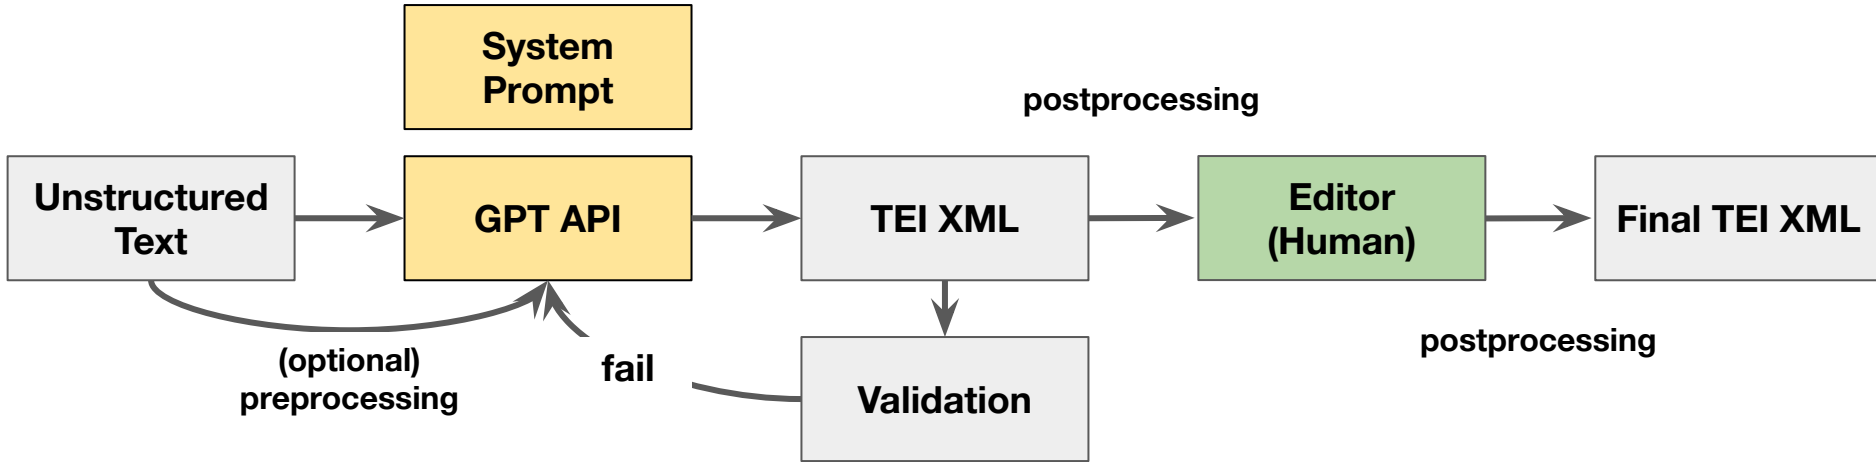 System
Prompt
postprocessing
Unstructured
Text
GPT API
TEI XML
Editor
(Human)
Final TEI XML
(optional)
preprocessing
fail
Validation
postprocessing